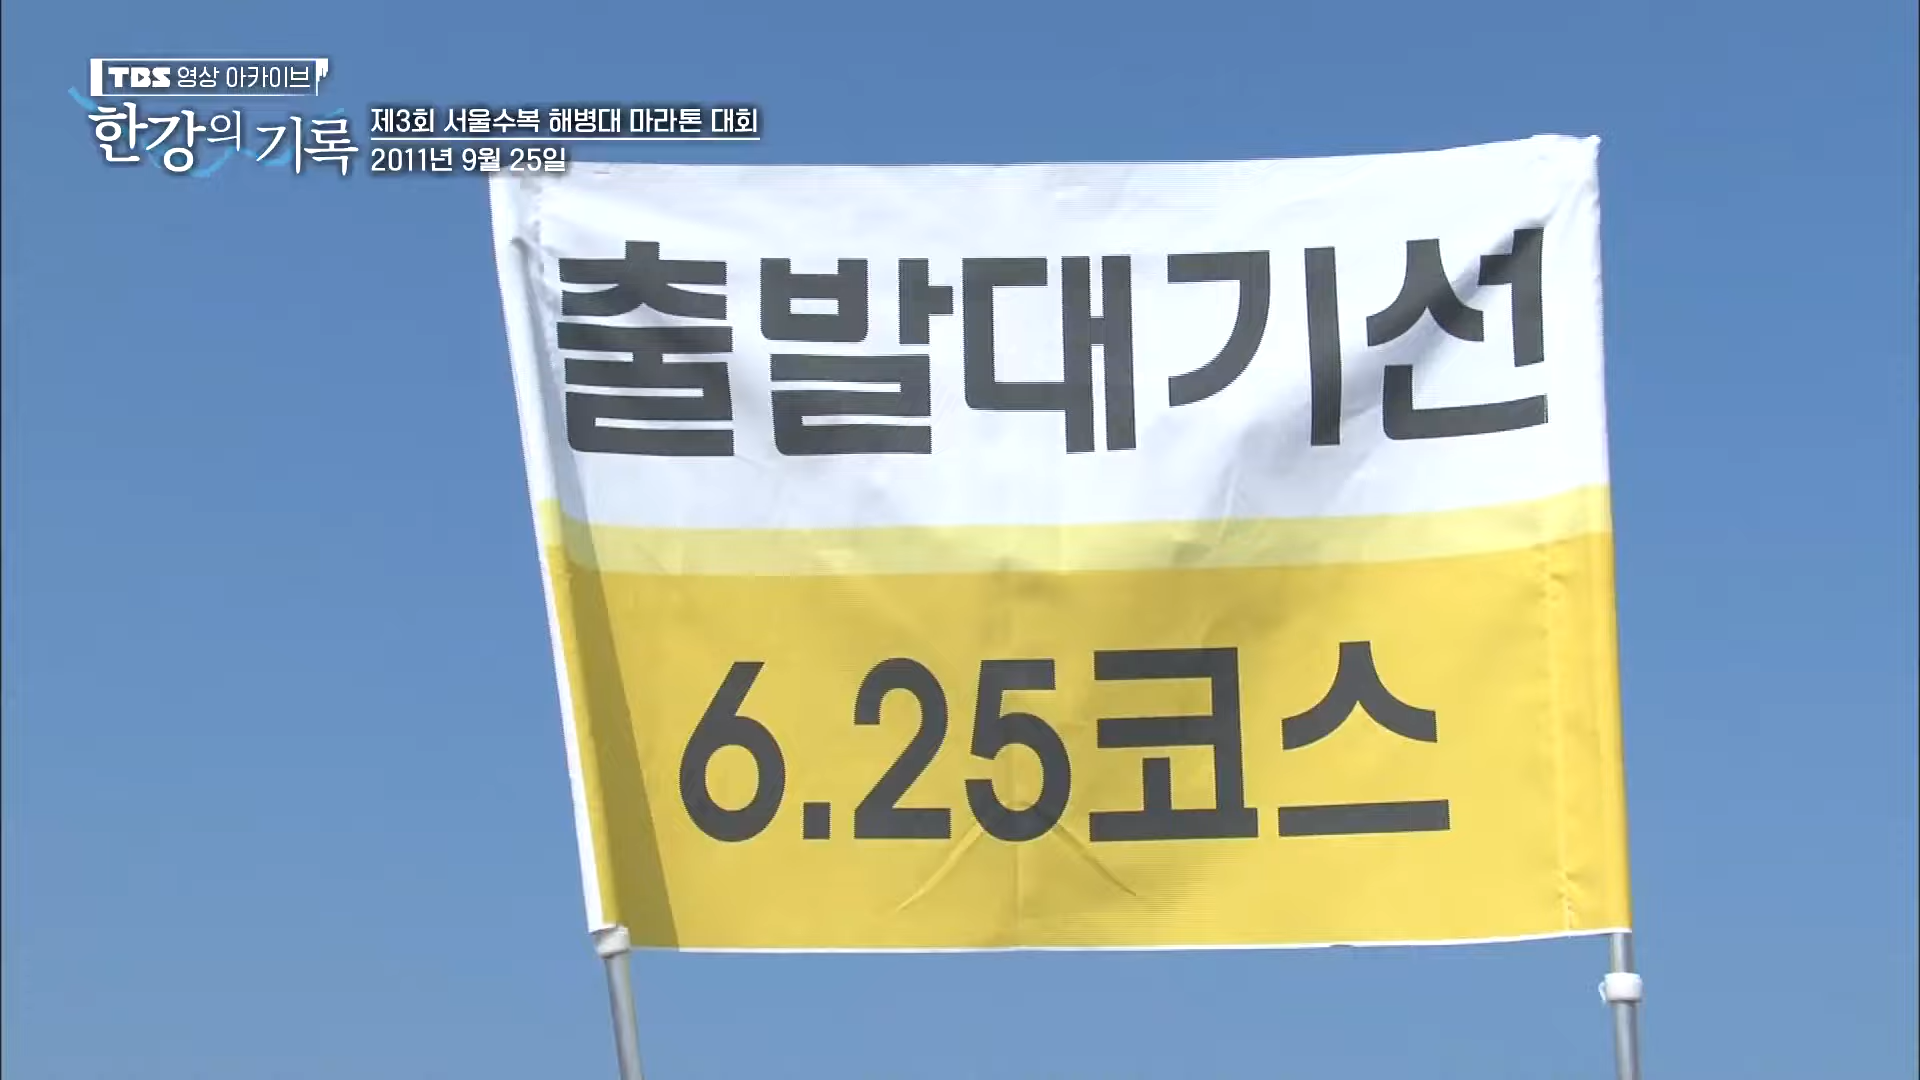 TBS 영상 아카이브
한강의 기록
제3회 서울수복 해병대 마라톤 대회
2011년 9월 25일
출발대기선
6.25코스